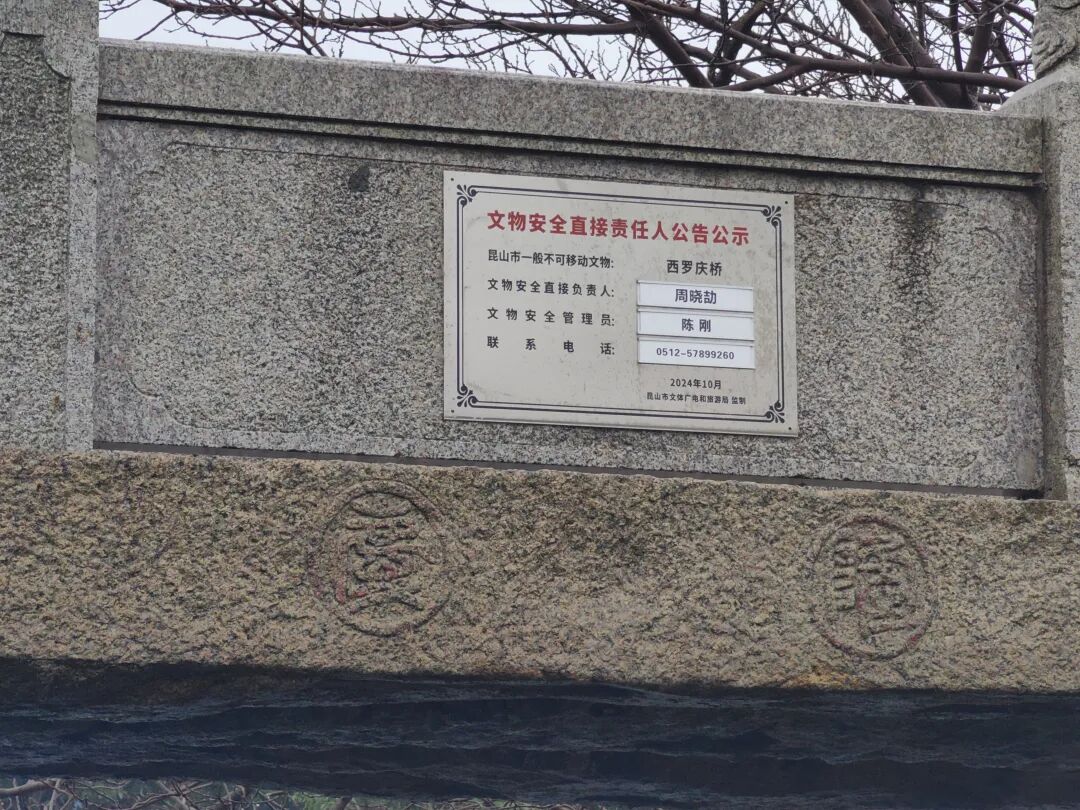 文物安全直接责任人公告公示
昆山市一般不可移动文物: 西罗庆桥
文物安全直接负责人: 周晓劼
文物安全管理员: 陈刚
联系电话: 0512-57899260
2024年10月
昆山市文体广电和旅游局 监制